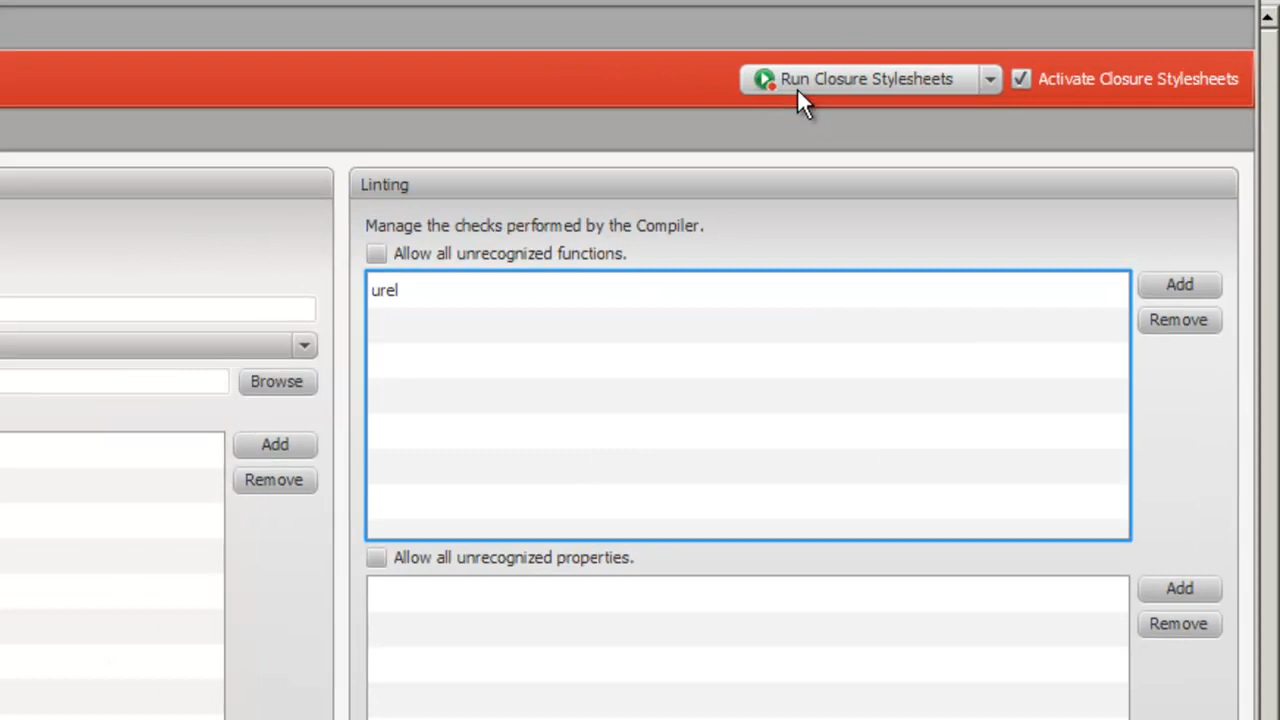 Run Closure Stylesheets
Activate Closure Stylesheets
Linting
Manage the checks performed by the Compiler.
Allow all unrecognized functions.
urel
Add
Remove
Browse
Add
Remove
Allow all unrecognized properties.
Add
Remove